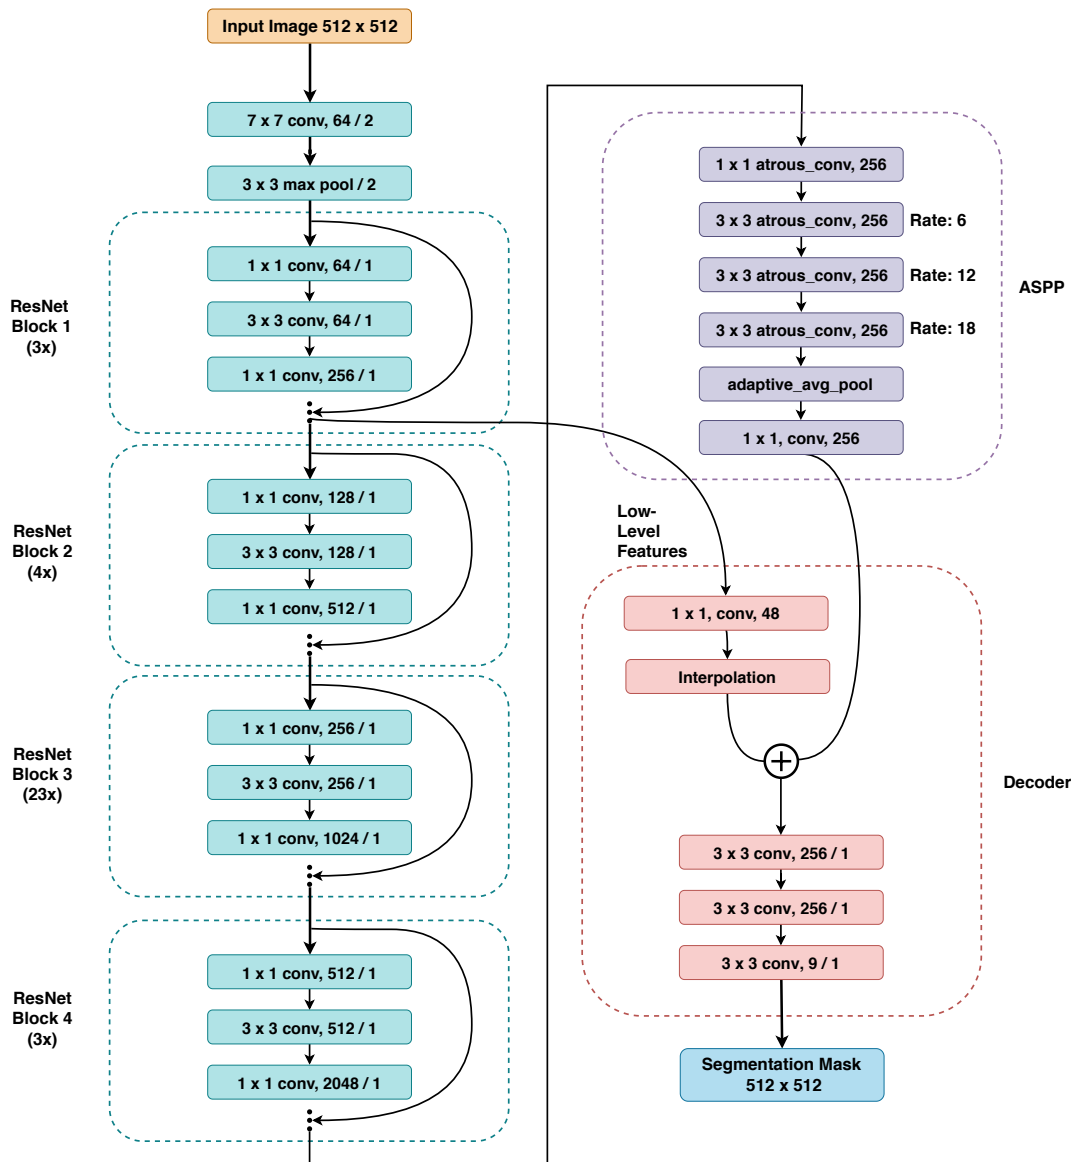 Input Image 512 x 512
7 x 7 conv, 64 / 2
3 x 3 max pool / 2
ResNet
Block 1
(3x)
1 x 1 conv, 64 / 1
3 x 3 conv, 64 / 1
1 x 1 conv, 256 / 1
ResNet
Block 2
(4x)
1 x 1 conv, 128 / 1
3 x 3 conv, 128 / 1
1 x 1 conv, 512 / 1
ResNet
Block 3
(23x)
1 x 1 conv, 256 / 1
3 x 3 conv, 256 / 1
1 x 1 conv, 1024 / 1
ResNet
Block 4
(3x)
1 x 1 conv, 512 / 1
3 x 3 conv, 512 / 1
1 x 1 conv, 2048 / 1
1 x 1 atrous_conv, 256
3 x 3 atrous_conv, 256 Rate: 6
3 x 3 atrous_conv, 256 Rate: 12
3 x 3 atrous_conv, 256 Rate: 18
adaptive_avg_pool
1 x 1, conv, 256
ASPP
Low-
Level
Features
1 x 1, conv, 48
Interpolation
Decoder
3 x 3 conv, 256 / 1
3 x 3 conv, 256 / 1
3 x 3 conv, 9 / 1
Segmentation Mask
512 x 512